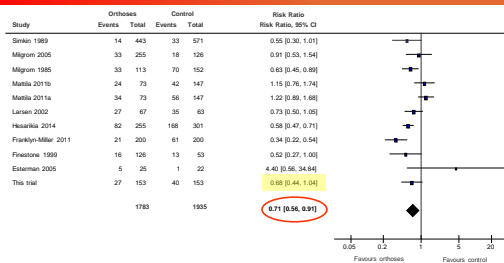 Orthoses Control Risk Ratio
Study Events Total Events Total Risk Ratio, 95% CI
Simkin 1989 14 443 33 571 0.55 [0.30, 1.01]
Milgrom 2005 33 255 18 126 0.91 [0.53, 1.54]
Milgrom 1985 33 113 70 152 0.63 [0.45, 0.89]
Mattila 2011b 24 73 42 147 1.15 [0.76, 1.74]
Mattila 2011a 34 73 56 147 1.22 [0.89, 1.68]
Larsen 2002 27 67 35 63 0.73 [0.50, 1.05]
Hesarikia 2014 82 255 168 301 0.58 [0.47, 0.71]
Franklyn-Miller 2011 21 200 61 200 0.34 [0.22, 0.54]
Finestone 1999 16 126 13 53 0.52 [0.27, 1.00]
Esterman 2005 5 25 1 22 4.40 [0.56, 34.84]
This trial 27 153 40 153 0.68 [0.44, 1.04]
1783 1935 0.71 [0.56, 0.91]
0.05 0.2 1 5 20
Favours orthoses Favours control